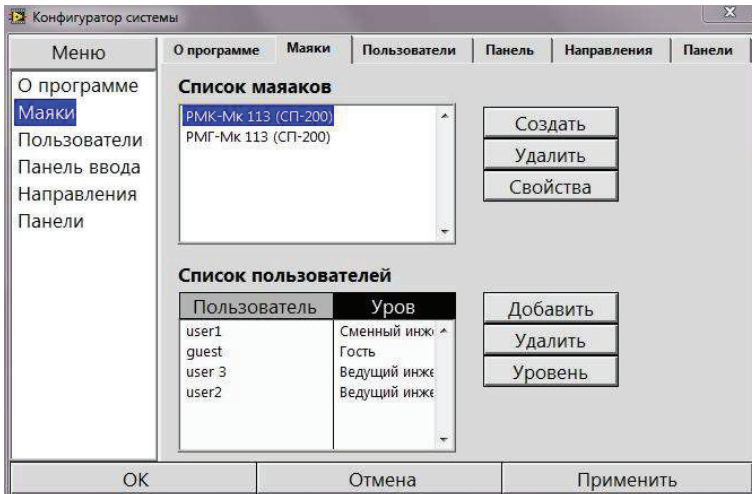 Конфигуратор системы
Меню
О программе
Маяки
Пользователи
Панель ввода
Направления
Панели
О программе Маяки Пользователи Панель Направления Панели
Список маяаков
РМК-Мк 113 (СП-200)
РМГ-Мк 113 (СП-200)
Создать
Удалить
Свойства
Список пользователей
Пользователь Уров
user1 Сменный инже
guest Гость
user 3 Ведущий инже
user2 Ведущий инже
Добавить
Удалить
Уровень
OK Отмена Применить